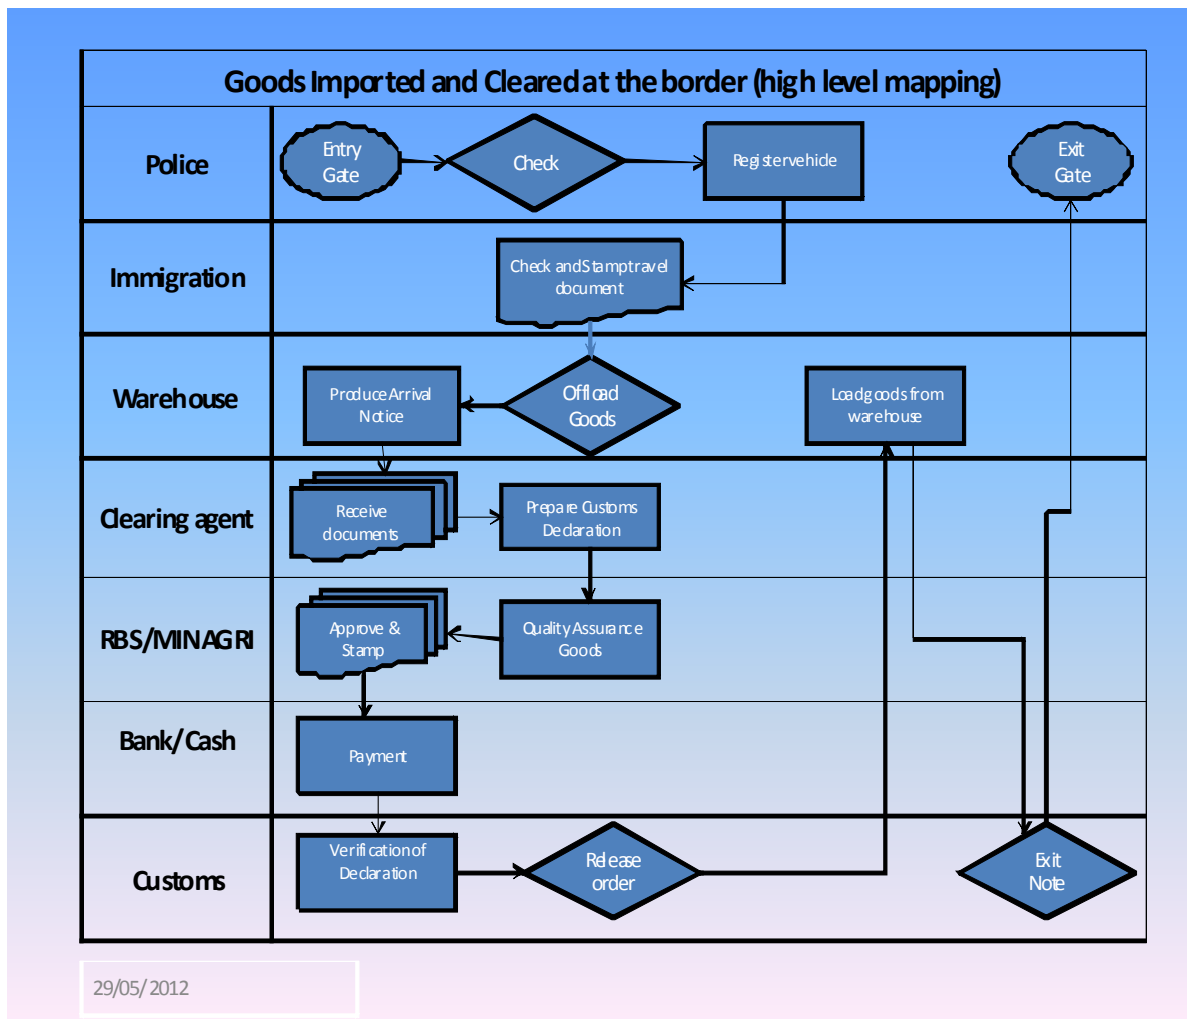 Goods Imported and Cleared at the border (high level mapping)
Police
Entry
Gate
Check
Register vehicle
Exit
Gate
Immigration
Check and Stamp travel
document
Warehouse
Produce Arrival
Notice
Offload
Goods
Load goods from
warehouse
Clearing agent
Receive
documents
Prepare Customs
Declaration
RBS/MINAGRI
Approve &
Stamp
Quality Assurance
Goods
Bank/Cash
Payment
Customs
Verification of
Declaration
Release
order
Exit
Note
29/05/2012